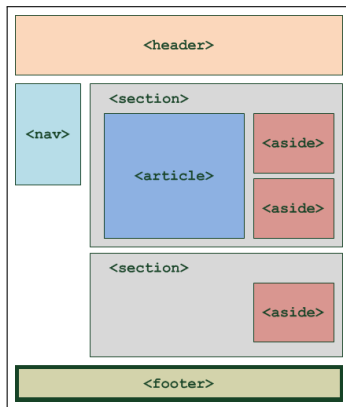 <header>
<section>
<nav>
<article>
<aside>
<aside>
<section>
<aside>
<footer>